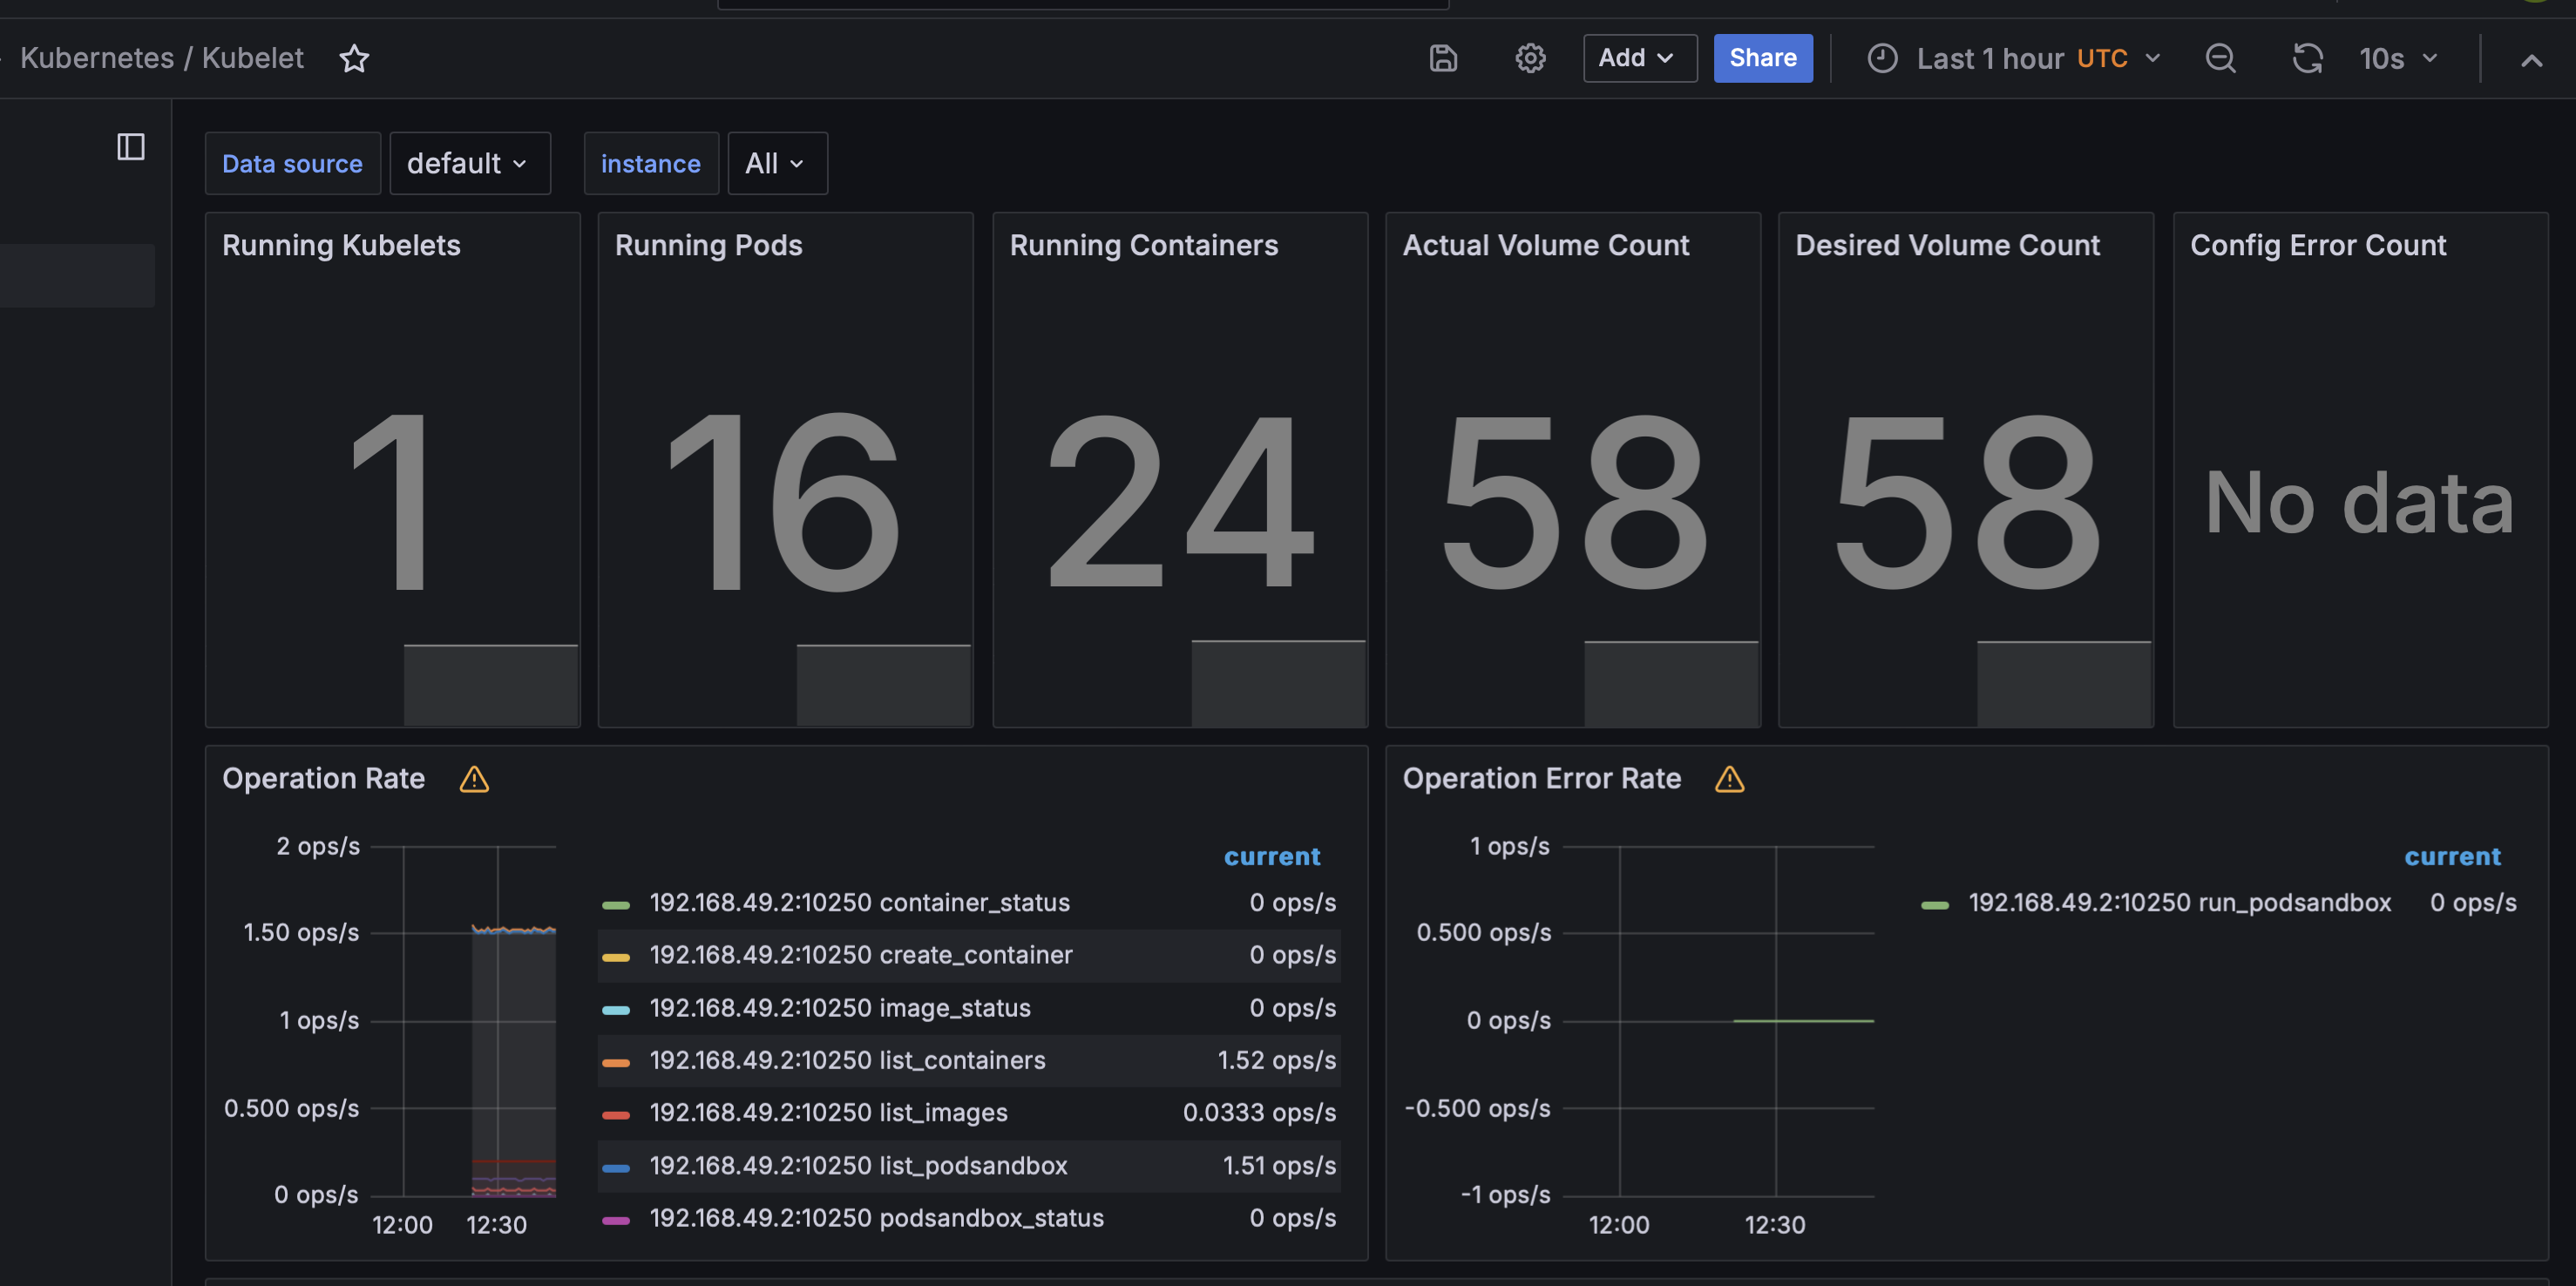 Kubernetes / Kubelet
Add
Share
Last 1 hour UTC
10s
Data source
default
instance
All
Running Kubelets
1
Running Pods
16
Running Containers
24
Actual Volume Count
58
Desired Volume Count
58
Config Error Count
No data
Operation Rate
2 ops/s
1.50 ops/s
1 ops/s
0.500 ops/s
0 ops/s
12:00
12:30
current
192.168.49.2:10250 container_status 0 ops/s
192.168.49.2:10250 create_container 0 ops/s
192.168.49.2:10250 image_status 0 ops/s
192.168.49.2:10250 list_containers 1.52 ops/s
192.168.49.2:10250 list_images 0.0333 ops/s
192.168.49.2:10250 list_podsandbox 1.51 ops/s
192.168.49.2:10250 podsandbox_status 0 ops/s
Operation Error Rate
1 ops/s
0.500 ops/s
0 ops/s
-0.500 ops/s
-1 ops/s
12:00
12:30
current
192.168.49.2:10250 run_podsandbox 0 ops/s